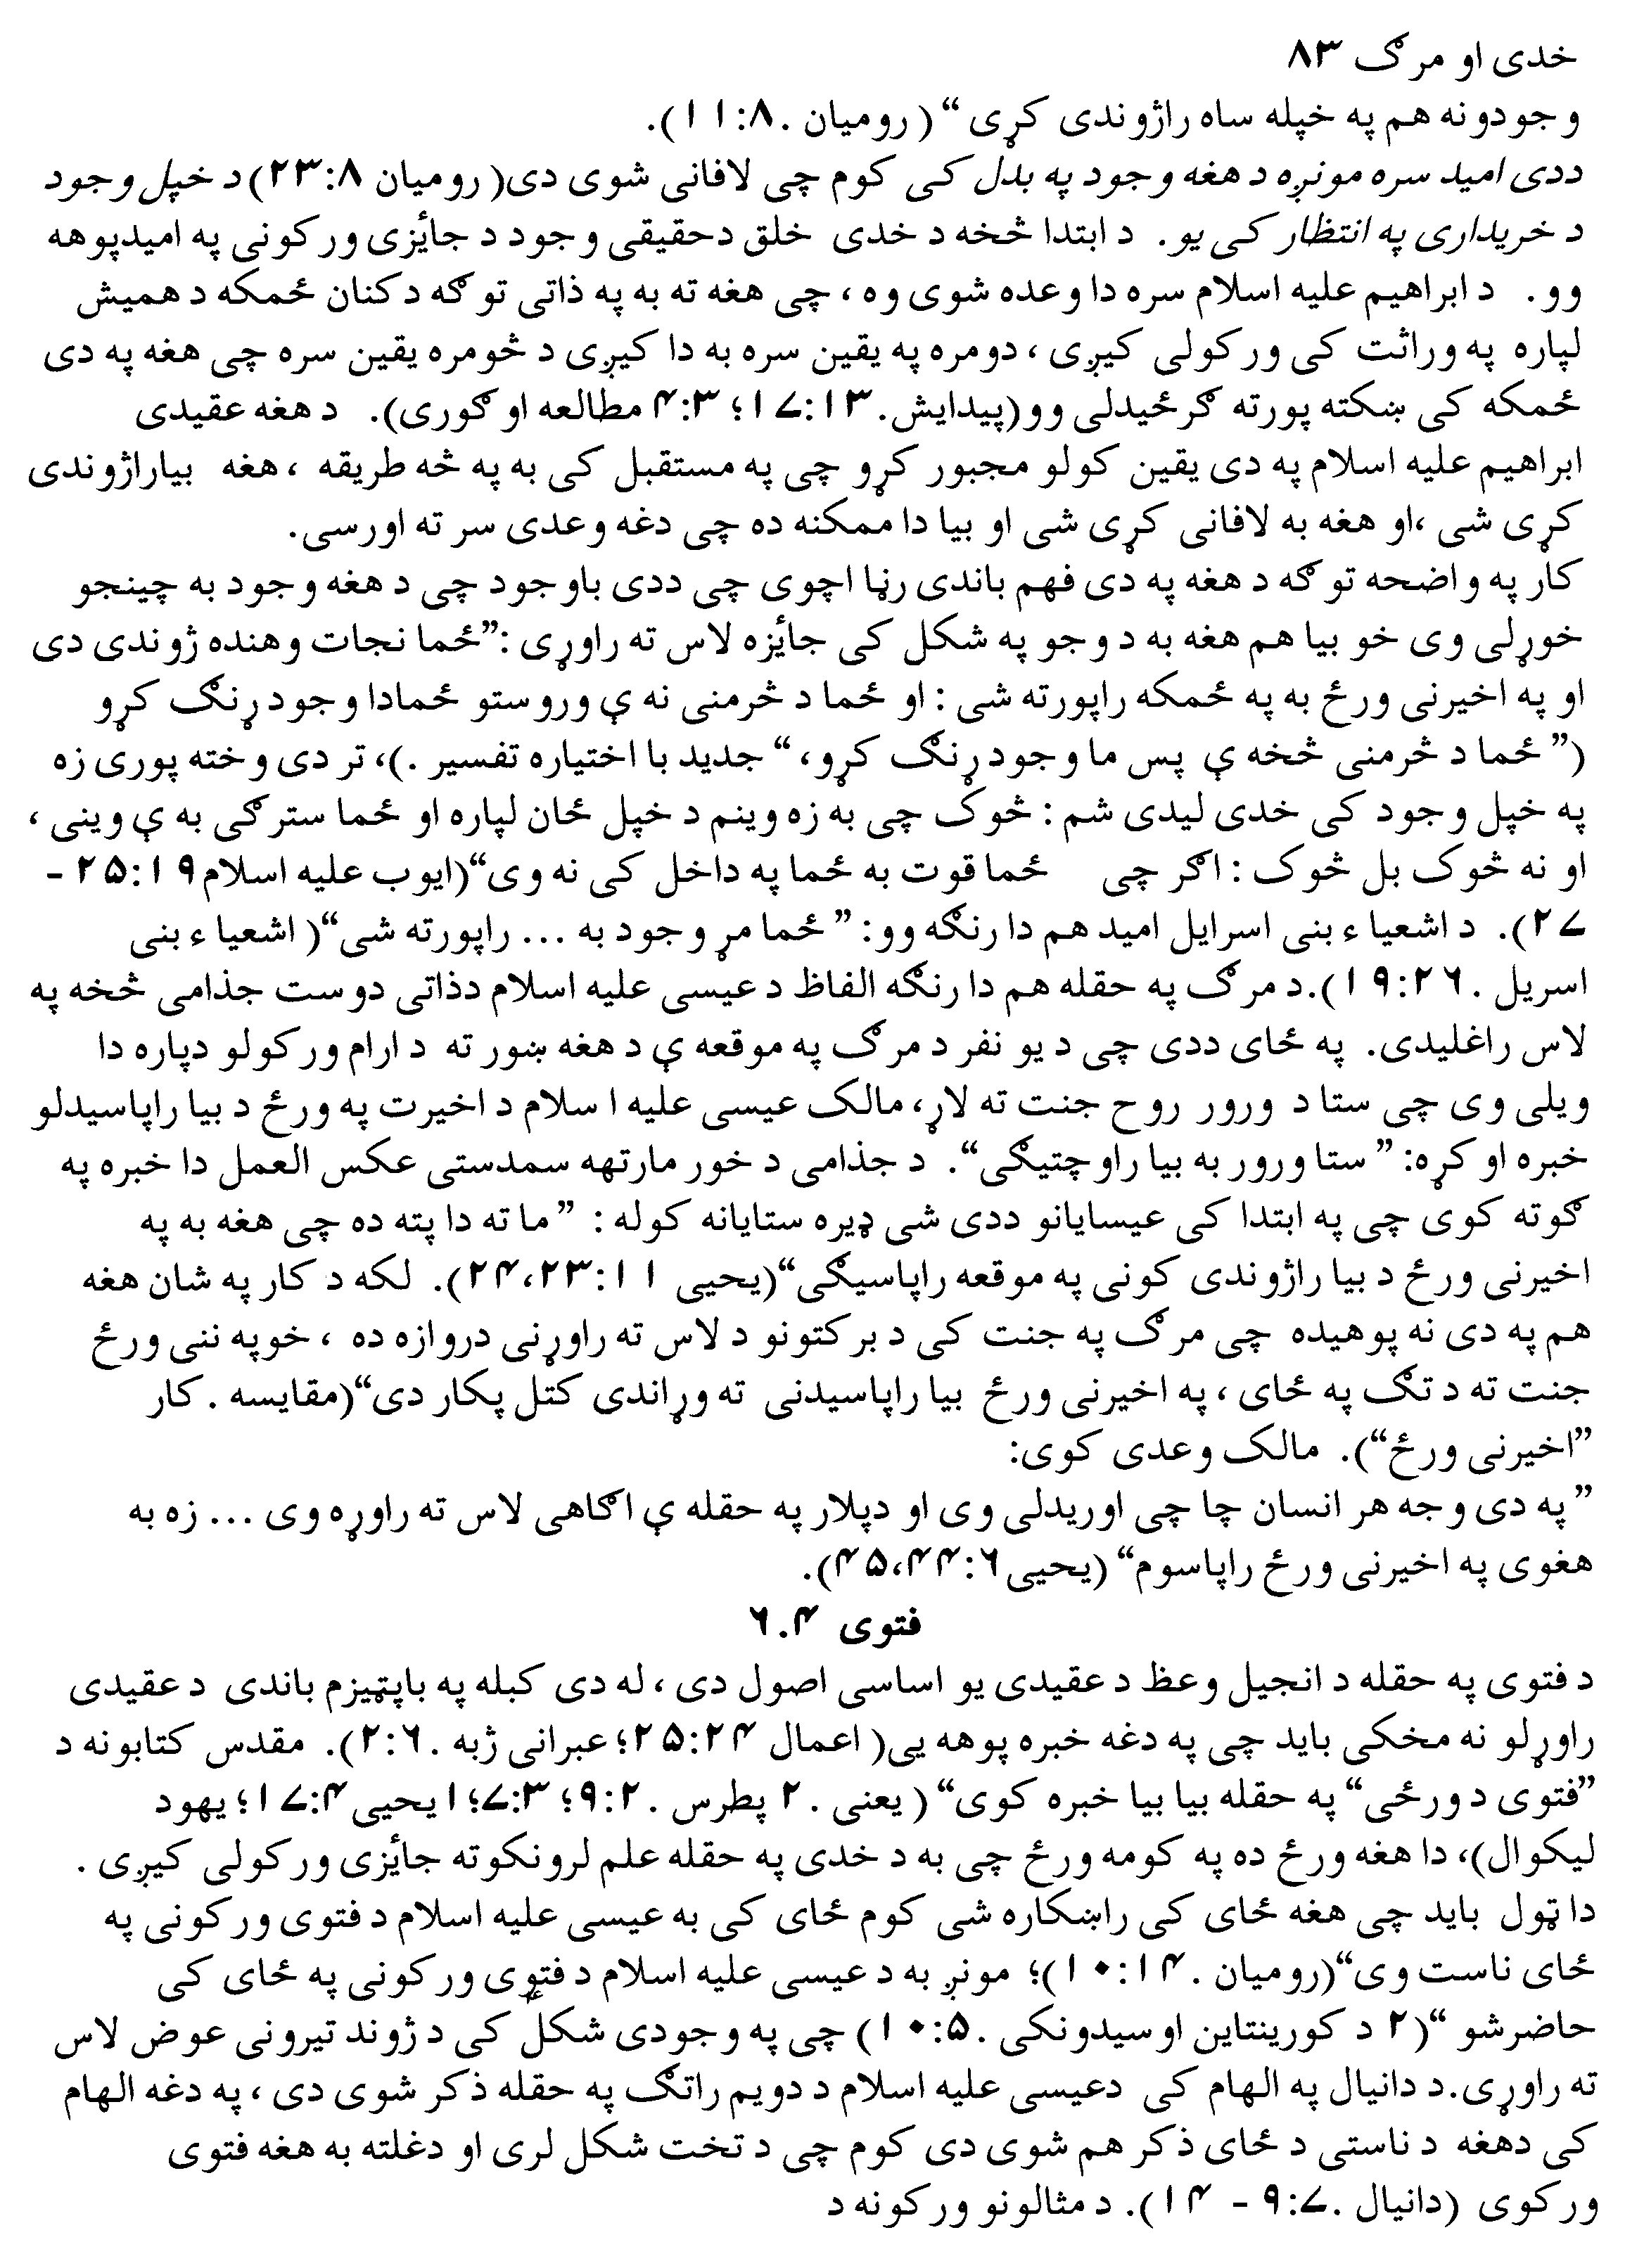 خدی او مرګ ۸۳
وجودونه هم په خپله ساه راژوندی کړی“ (رومیان .۱۱:۸).
ددی امید سره مونږه د هغه وجود په بدل کی کوم چی لافانی شوی دی(رومیان ۲۳:۸)د خپل وجود
د خریداری په انتظار کی یو. د ابتدا څخه د خدی خلق دحقیقی وجود د جائزی ورکونی په امیدپوهه
وو. د ابراهیم علیه اسلام سره دا وعده شوی وه، چی هغه ته به په ذاتی توګه د کنان ځمکه د همیش
لپاره په وراثت کی ورکولی کیږی، دومره په یقین سره به دا کیږی د څومره یقین سره چی هغه په دی
ځمکه کی ښکته پورته ګرځیدلی وو(پیدایش.۱۷:۱۳؛ ۴:۳ مطالعه اوګوری). د هغه عقیدی
ابراهیم علیه اسلام په دی یقین کولو مجبور کړو چی په مستقبل کی به په څه طریقه ، هغه بیاراژوندی
کړی شی ،او هغه به لافانی کړی شی او بیا دا ممکنه ده چی دغه وعدی سر ته اورسی.
کار په واضحه توګه د هغه په دی فهم باندی رڼا اچوی چی ددی باوجود چی د هغه وجود به چینجو
خوړلی وی خو بیا هم هغه به د وجو په شکل کی جائزه لاس ته راوړی :”ځما نجات وهنده ژوندی دی
او په اخیرنی ورځ به په ځمکه راپورته شی : او ځما د څرمنی نه ې وروستو ځمادا وجود ړنګ کړو
(” ځما د څرمنی څخه ې پس ما وجود ړنګ کړو، “ جدید با اختیاره تفسیر .)، تر دی وخته پوری زه
په خپل وجود کی خدی لیدی شم : څوک چی به زه وینم د خپل ځان لپاره او ځما سترګی به ې وینی ،
او نه څوک بل څوک : اګر چی ځما قوت به ځما په داخل کی نه وی“(ایوب علیه اسلام۲۵:۱۹ -
۲۷). د اشعیاء بنی اسرایل امید هم دا رنګه وو: ” ځما مړ وجود به ... راپورته شی“( اشعیاء بنی
اسریل .۱۹:۲۶).د مرګ په حقله هم دا رنګه الفاظ د عیسی علیه اسلام دذاتی دوست جذامی څخه په
لاس راغلیدی. په ځای ددی چی د یو نفر د مرګ په موقعه ې د هغه ښور ته د ارام ورکولو دپاره دا
ویلی وی چی ستا د ورور روح جنت ته لاړ، مالک عیسی علیه ا سلام د اخیرت په ورځ د بیا راپاسیدلو
خبره اوکړه: ” ستا ورور به بیا راوچتیګی“. د جذامی د خور مارتهه سمدستی عکس العمل دا خبره په
ګوته کوی چی په ابتدا کی عیسایانو ددی شی ډیره ستایانه کوله : ” ما ته دا پته ده چی هغه به په
اخیرنی ورځ د بیا راژوندی کونی په موقعه راپاسیګی“(یحیی ۲۴،۲۳:۱۱). لکه د کار په شان هغه
هم په دی نه پوهیده چی مرګ په جنت کی د برکتونو د لاس ته راوړنی دروازه ده ، خوپه ننی ورځ
جنت ته د تګ په ځای ، په اخیرنی ورځ بیا راپاسیدنی ته وړاندی کتل پکار دی“(مقایسه .کار
”اخیرنی ورځ“). مالک وعدی کوی:
” په دی وجه هر انسان چا چی اوریدلی وی او دپلار په حقله ې اګاهی لاس ته راوړه وی ... زه به
هغوی په اخیرنی ورځ راپاسوم“ (یحیی۴۵،۴۴:۶).
فتوی ۶.۴
د فتوی په حقله د انجیل وعظ د عقیدی یو اساسی اصول دی، له دی کبله په باپټیزم باندی د عقیدی
راوړلو نه مخکی باید چی په دغه خبره پوهه یی( اعمال ۲۵:۲۴؛ عبرانی ژبه .۲:۶). مقدس کتابونه د
”فتوی د ورځی“ په حقله بیا بیا خبره کوی“ ( یعنی .۲ پطرس .۹:۲؛ ۷:۳؛۱یحیی۱۷:۴؛ یهود
لیکوال)، دا هغه ورځ ده په کومه ورځ چی به د خدی په حقله علم لرونکوته جائزی ورکولی کیږی .
دا ټول باید چی هغه ځای کی راښکاره شی کوم ځای کی به عیسی علیه اسلام د فتوی ورکونی په
ځای ناست وی“(رومیان .۱۰:۱۴)؛ مونږ به د عیسی علیه اسلام د فتوی ورکونی په ځای کی
حاضرشو “(۲ د کورینتاین اوسیدونکی .۱۰:۵) چی په وجودی شکل کی د ژوند تیرونی عوض لاس
ته راوړی.د دانیال په الهام کی دعیسی علیه اسلام د دویم راتګ په حقله ذکر شوی دی، په دغه الهام
کی دهغه د ناستی د ځای ذکر هم شوی دی کوم چی د تخت شکل لری او دغلته به هغه فتوی
ورکوی (دانیال .۹:۷ - ۱۴). د مثالونو ورکونه د